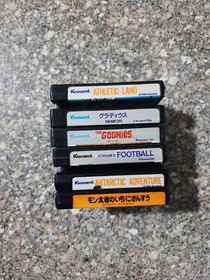 Konami ATHLETIC LAND
Konami グラディウス
NEMESIS
Konami THE GOONIES
KONAMI'S FOOTBALL
Konami ANTARCTIC ADVENTURE
モン太君のいちにさんすう